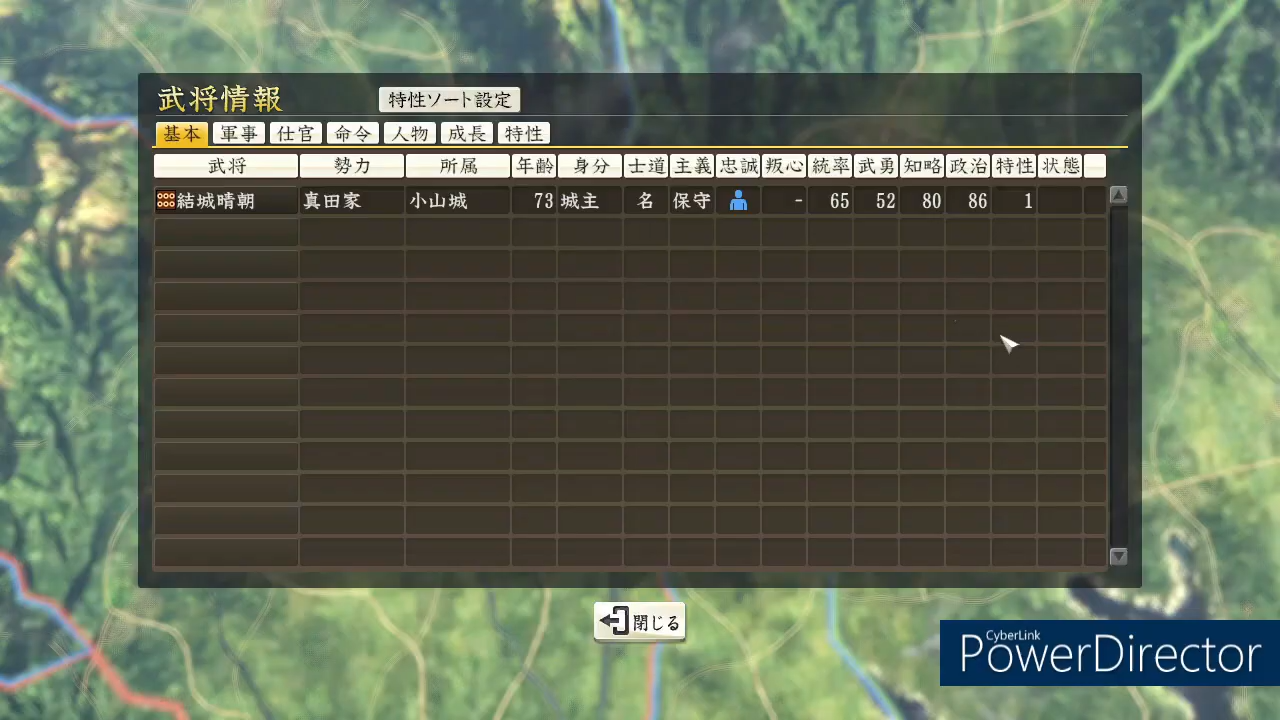 武将情報 特性ソート設定
基本 軍事 仕官 命令 人物 成長 特性
武将 勢力 所属 年齢 身分 士道 主義 忠誠 叛心 統率 武勇 知略 政治 特性 状態
結城晴朝 真田家 小山城 73 城主 名 保守 - 65 52 80 86 1
閉じる
CyberLink
PowerDirector